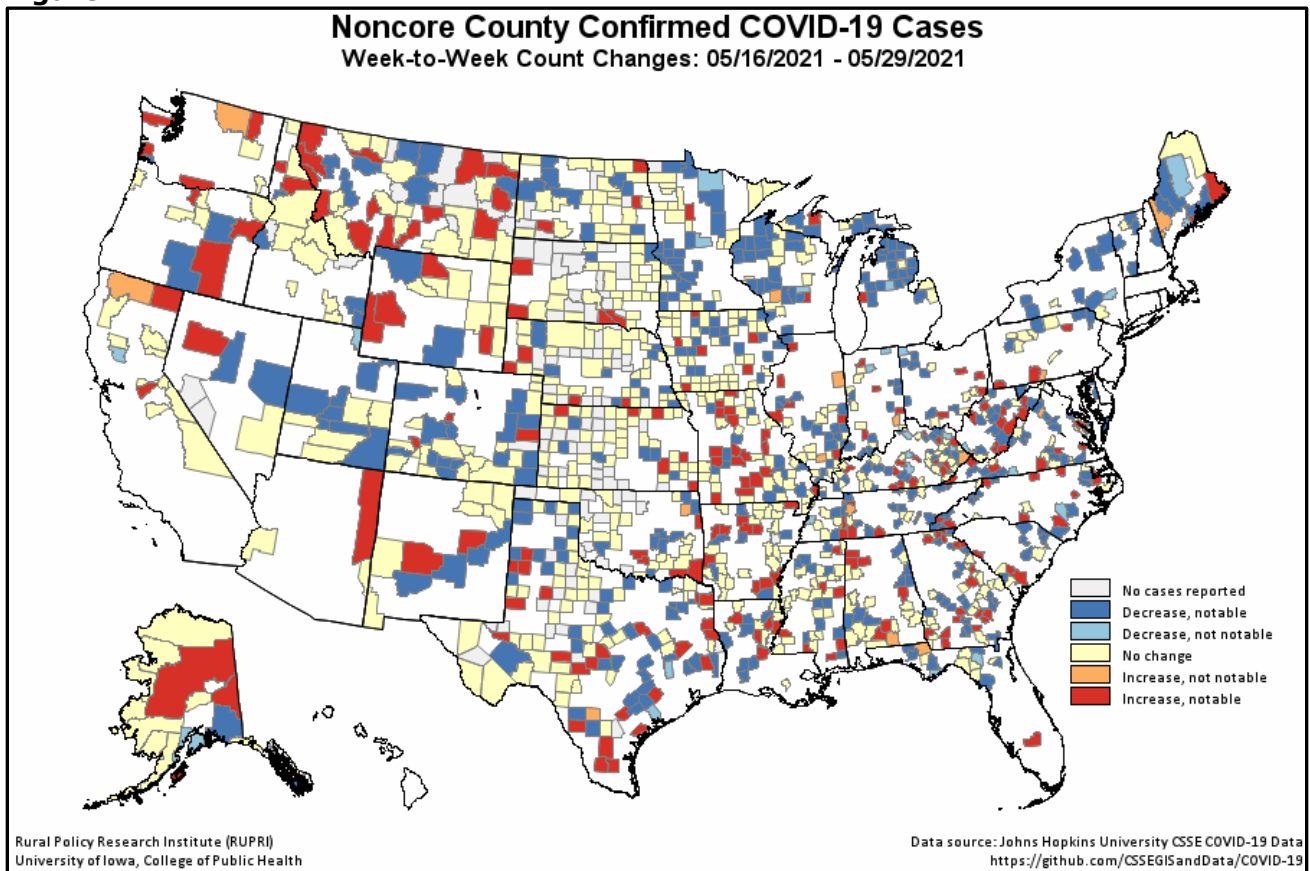 Noncore County Confirmed COVID-19 Cases
Week-to-Week Count Changes: 05/16/2021 - 05/29/2021
No cases reported
Decrease, notable
Decrease, not notable
No change
Increase, not notable
Increase, notable
Rural Policy Research Institute (RUPRI)
University of Iowa, College of Public Health
Data source: Johns Hopkins University CSSE COVID-19 Data
https://github.com/CSSEGISandData/COVID-19